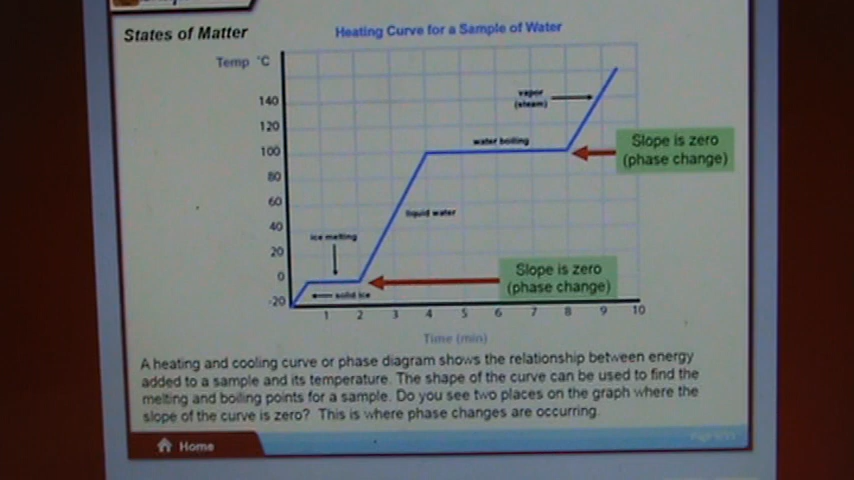 States of Matter
Heating Curve for a Sample of Water
Temp °C
140
120
100
80
60
40
20
0
-20
vapor
(steam)
water boiling
Slope is zero
(phase change)
liquid water
ice melting
Slope is zero
(phase change)
solid ice
1 2 3 4 5 6 7 8 9 10
Time (min)
A heating and cooling curve or phase diagram shows the relationship between energy
added to a sample and its temperature. The shape of the curve can be used to find the
melting and boiling points for a sample. Do you see two places on the graph where the
slope of the curve is zero? This is where phase changes are occurring.
Home